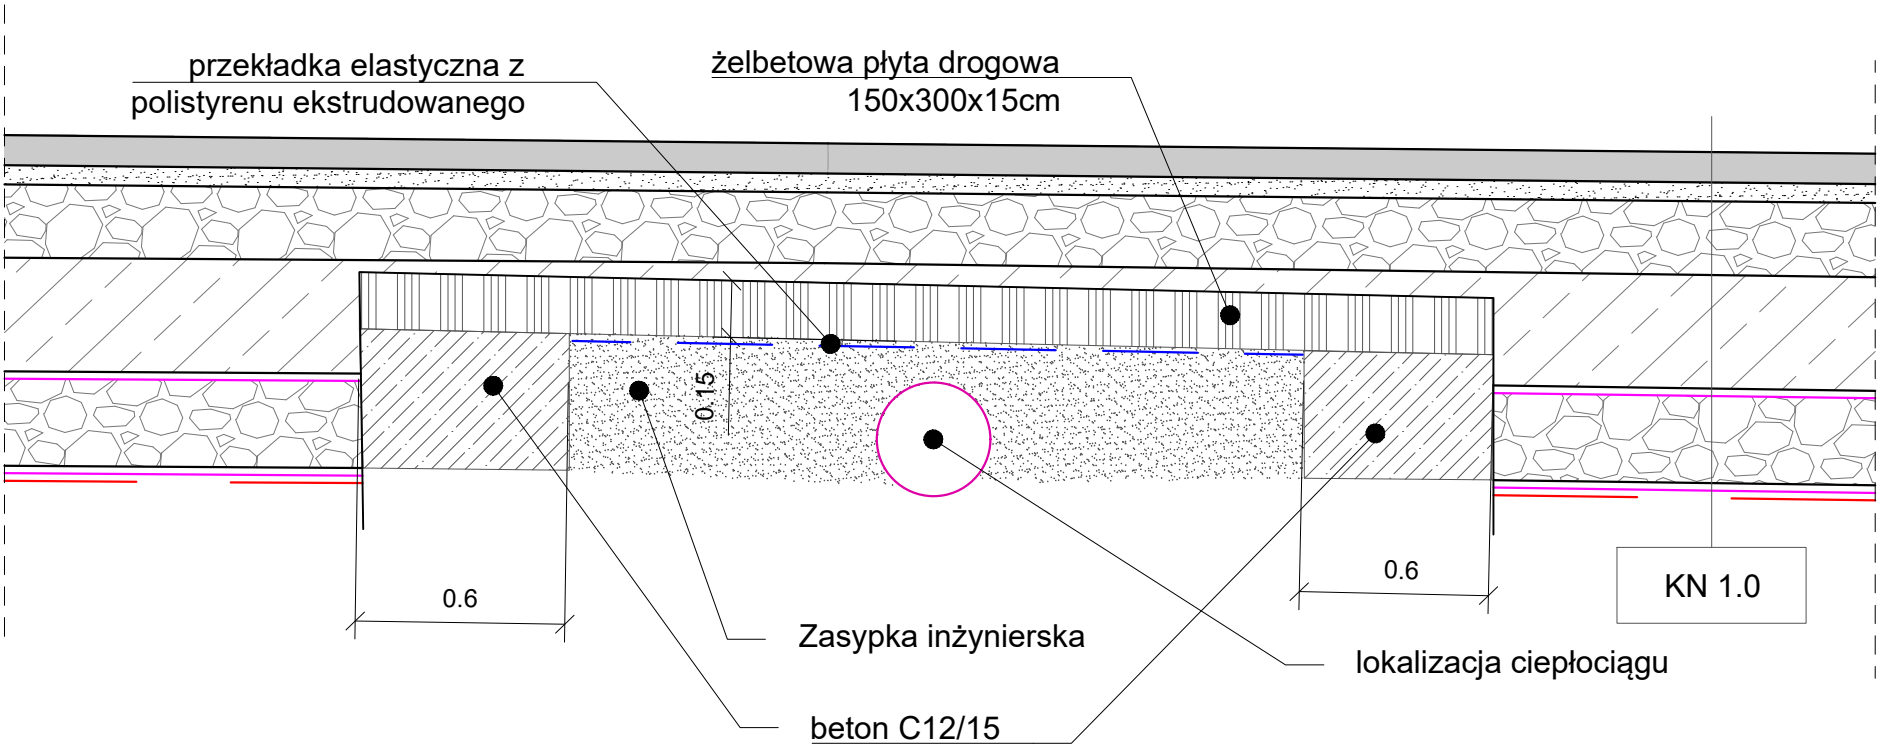 przekładka elastyczna z
polistyrenu ekstrudowanego
żelbetowa płyta drogowa
150x300x15cm
0.15
0.6
0.6
KN 1.0
Zasypka inżynierska
lokalizacja ciepłociągu
beton C12/15